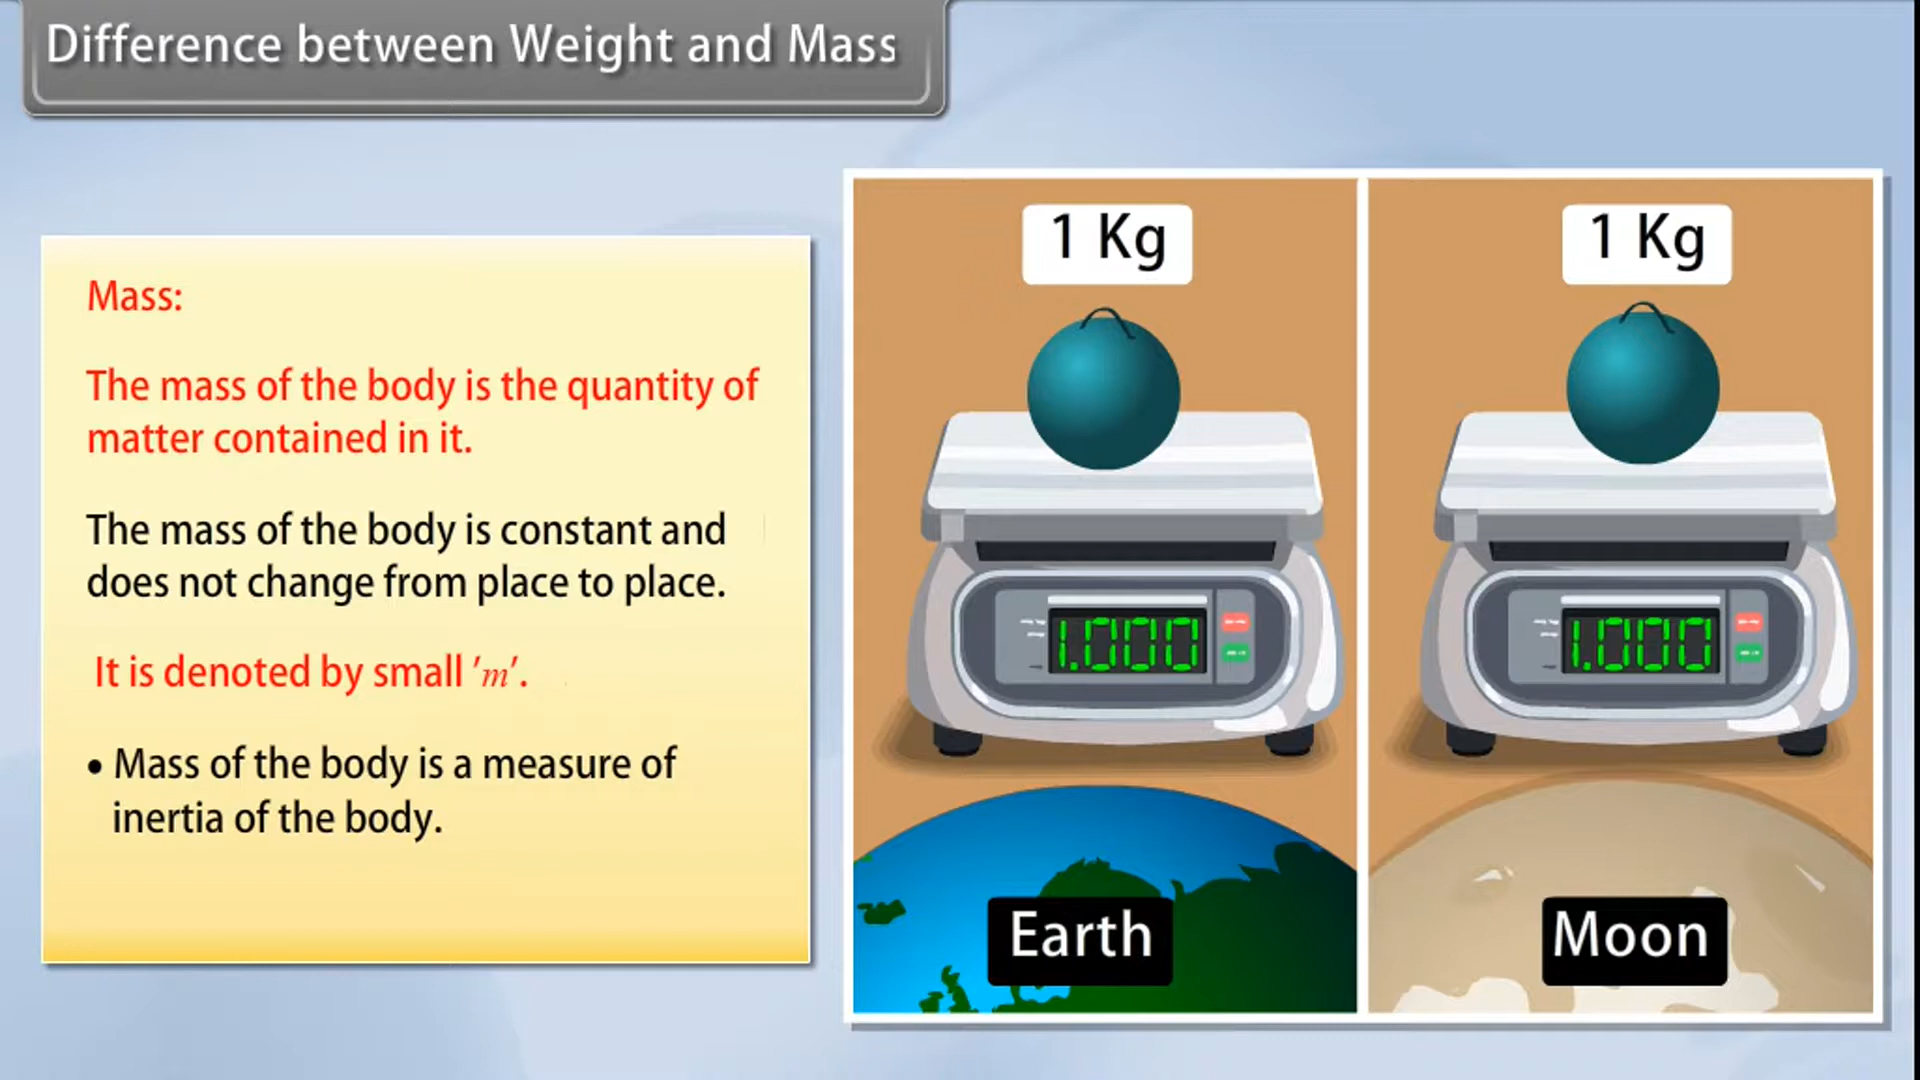 Difference between Weight and Mass
Mass:
The mass of the body is the quantity of
matter contained in it.
The mass of the body is constant and
does not change from place to place.
It is denoted by small 'm'.
• Mass of the body is a measure of
inertia of the body.
1 Kg
1.000
Earth
1 Kg
1.000
Moon